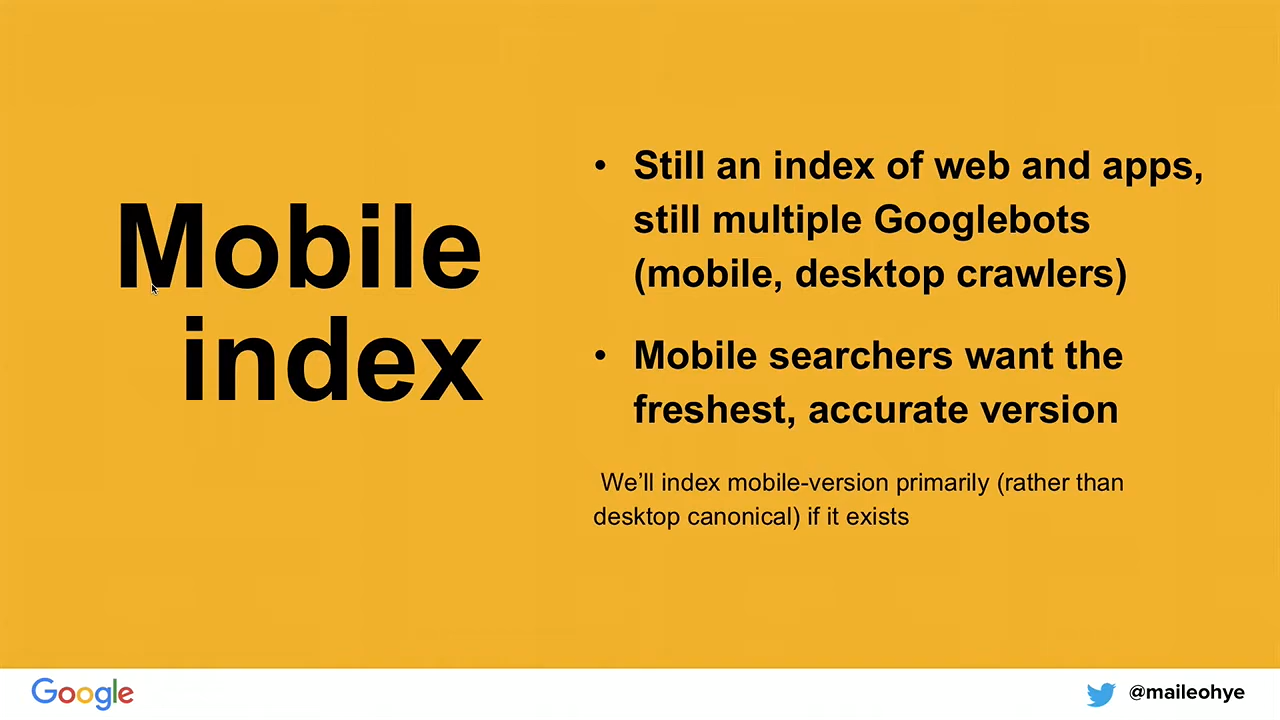 Mobile
index
• Still an index of web and apps,
still multiple Googlebots
(mobile, desktop crawlers)
• Mobile searchers want the
freshest, accurate version
We’ll index mobile-version primarily (rather than
desktop canonical) if it exists
Google
@maileohye